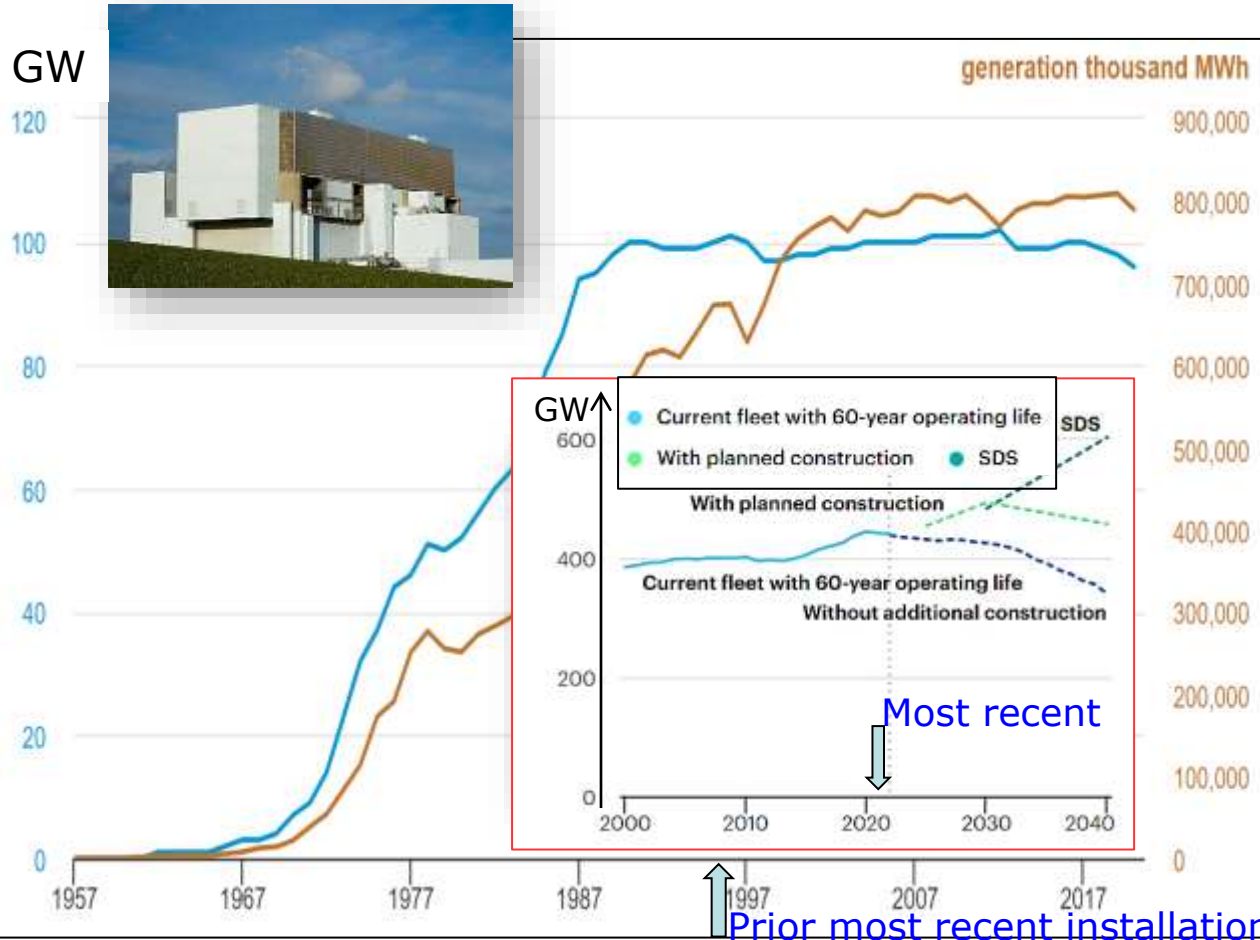 GW
generation thousand MWh
120
900,000
800,000
100
700,000
80
600,000
GW
Current fleet with 60-year operating life
SDS
600
With planned construction
SDS
500,000
60
With planned construction
400,000
400
Current fleet with 60-year operating life
Without additional construction
40
300,000
200
200,000
Most recent
20
100,000
0
2000
2010
2020
2030
2040
0
0
1957
1967
1977
1987
1997
2007
2017
Prior most recent installation